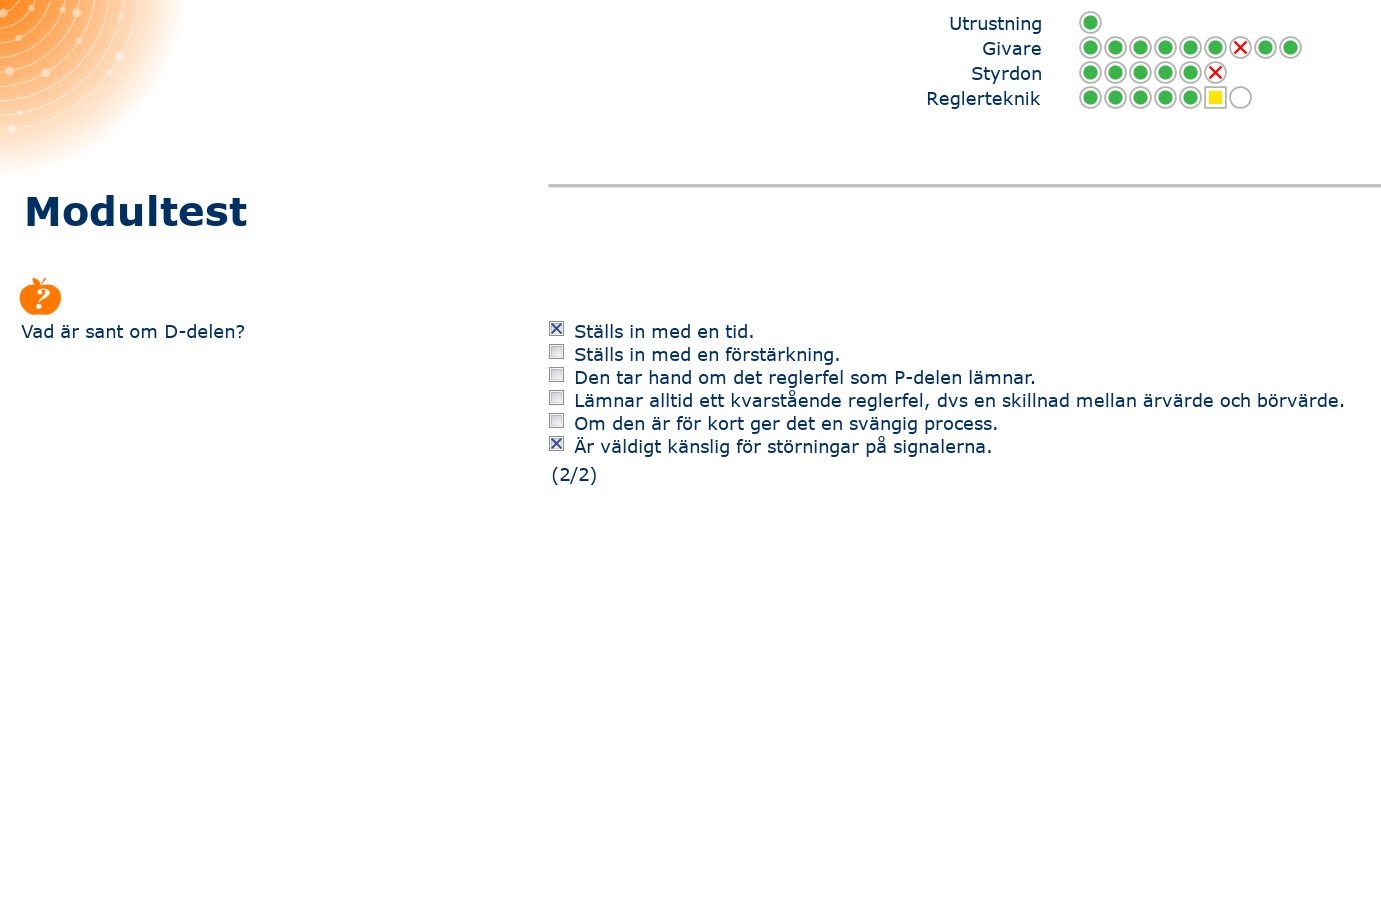 Utrustning
Givare
Styrdon
Reglerteknik
Modultest
?
Vad är sant om D-delen?
Ställs in med en tid.
Ställs in med en förstärkning.
Den tar hand om det reglerfel som P-delen lämnar.
Lämnar alltid ett kvarstående reglerfel, dvs en skillnad mellan ärvärde och börvärde.
Om den är för kort ger det en svängig process.
Är väldigt känslig för störningar på signalerna.
(2/2)